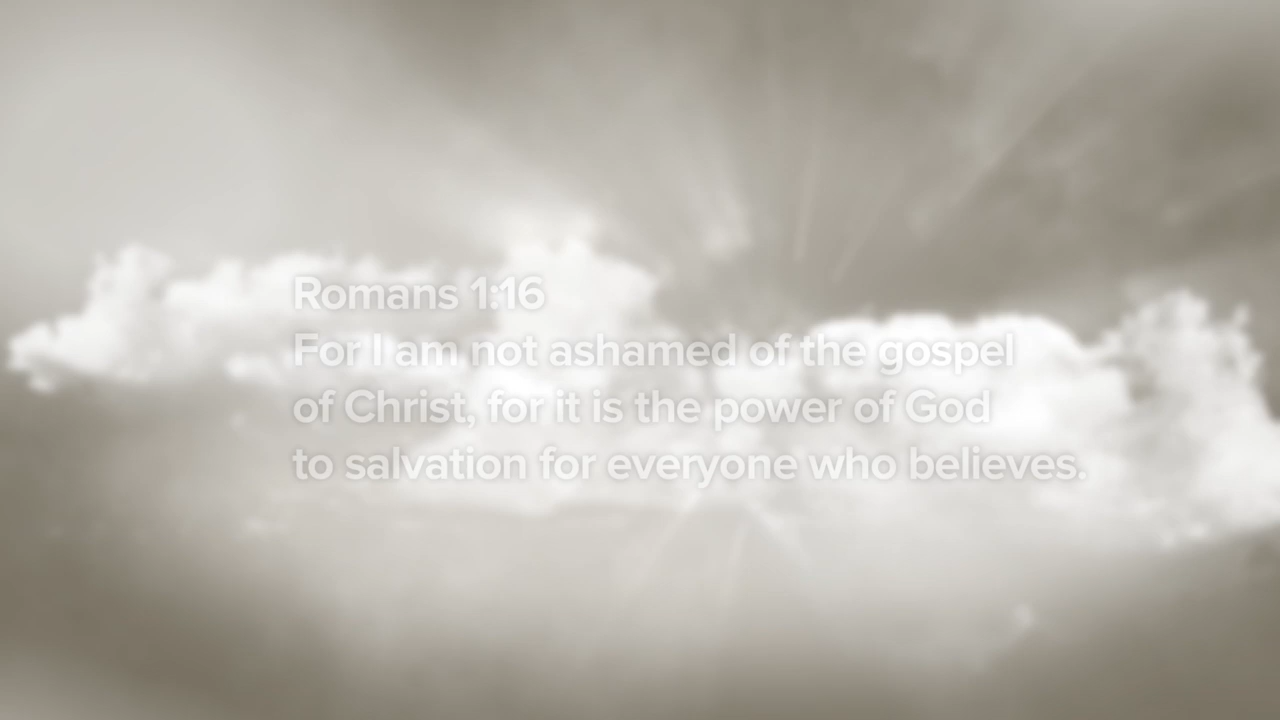 Romans 1:16
For I am not ashamed of the gospel
of Christ, for it is the power of God
to salvation for everyone who believes.